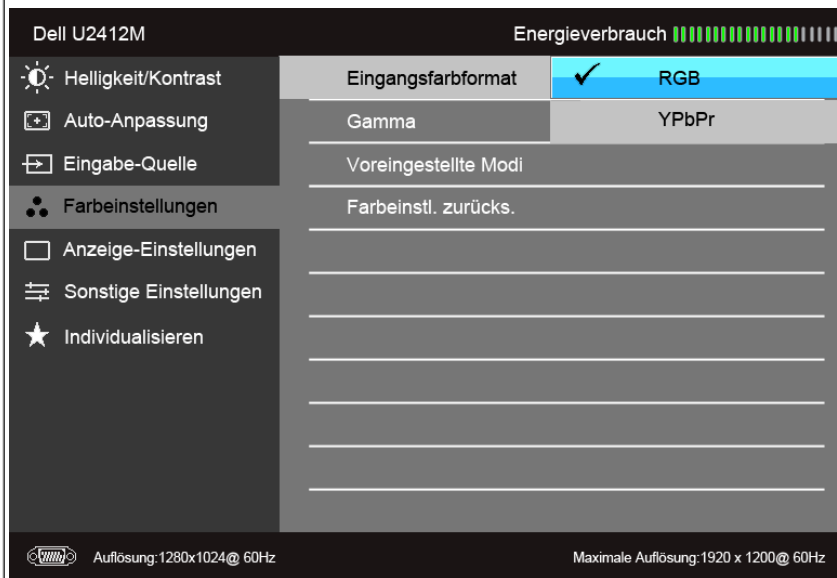 Dell U2412M Energieverbrauch
Helligkeit/Kontrast Eingangsfarbformat RGB
Auto-Anpassung Gamma YPbPr
Eingabe-Quelle Voreingestellte Modi
Farbeinstellungen Farbeinstl. zurücks.
Anzeige-Einstellungen
Sonstige Einstellungen
Individualisieren
Auflösung:1280x1024@ 60Hz Maximale Auflösung:1920 x 1200@ 60Hz